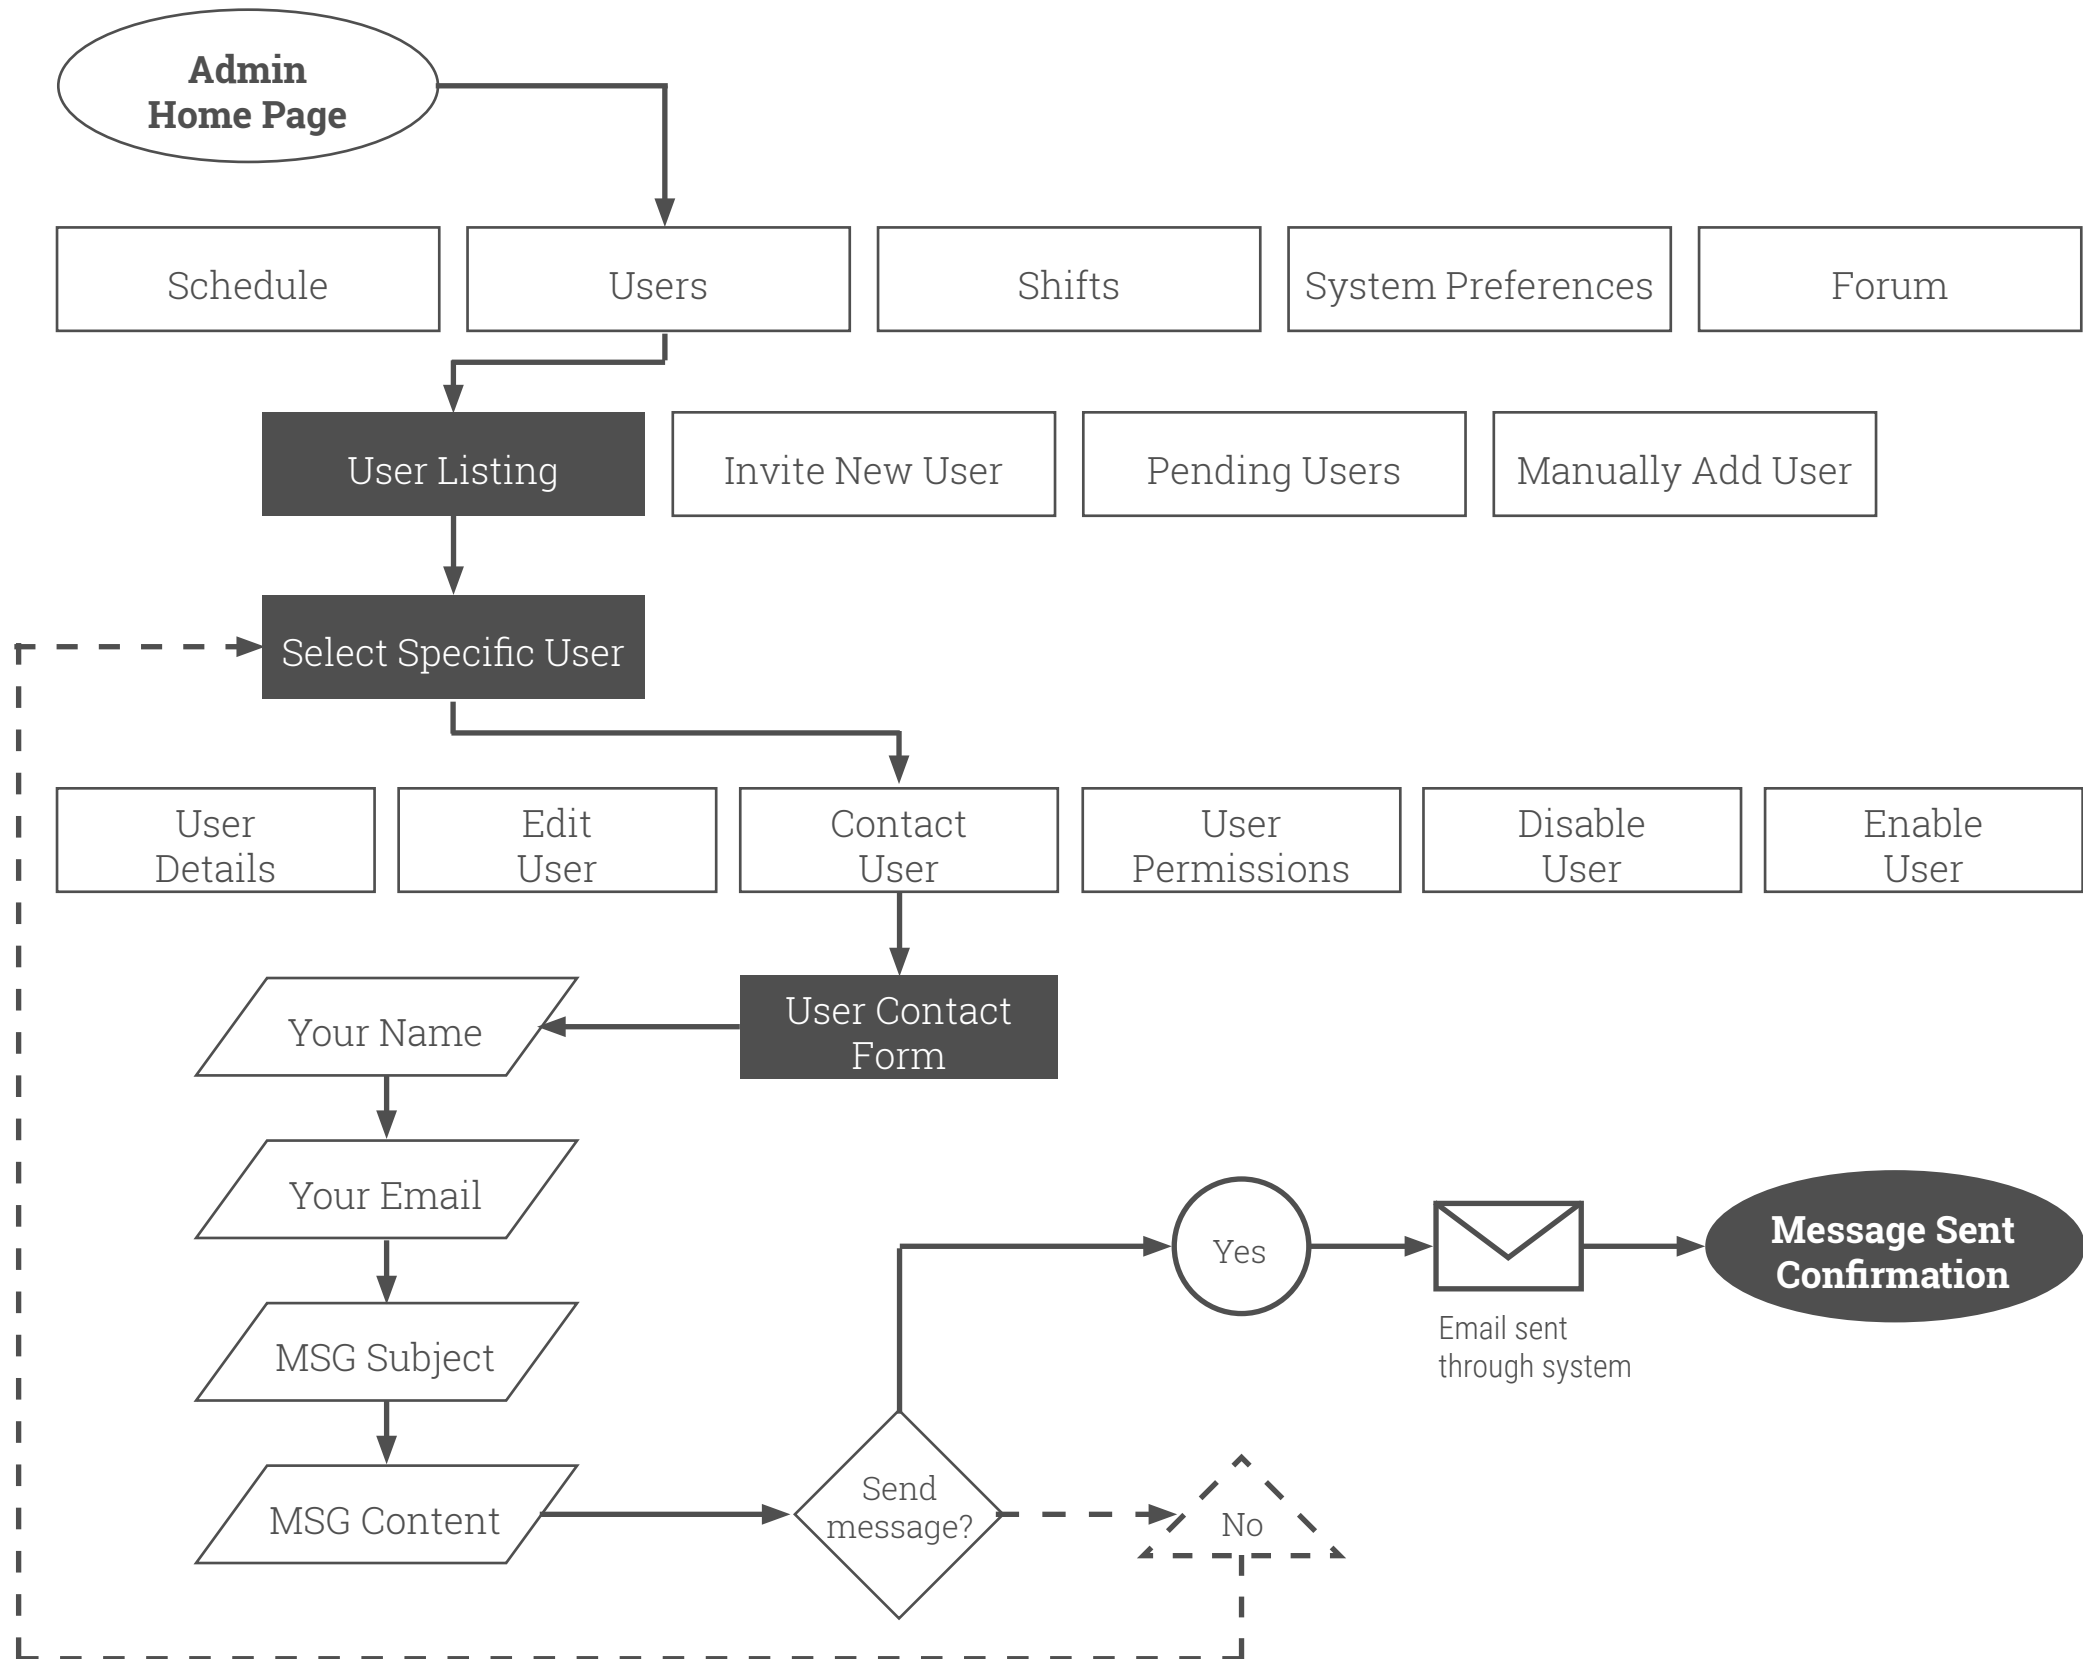 Admin
Home Page
Schedule
Users
Shifts
System Preferences
Forum
User Listing
Invite New User
Pending Users
Manually Add User
Select Specific User
User
Details
Edit
User
Contact
User
User
Permissions
Disable
User
Enable
User
Your Name
User Contact
Form
Your Email
Yes
Message Sent
Confirmation
Email sent
through system
MSG Subject
MSG Content
Send
message?
No